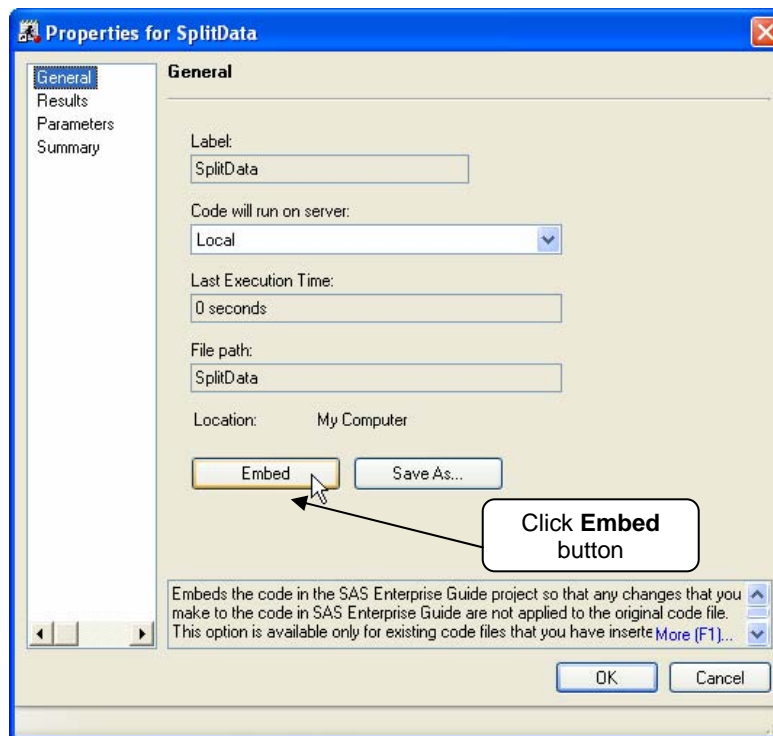 Properties for SplitData
General
Results
Parameters
Summary
General
Label:
SplitData
Code will run on server:
Local
Last Execution Time:
0 seconds
File path:
SplitData
Location: My Computer
Embed
Save As...
Click Embed
button
Embeds the code in the SAS Enterprise Guide project so that any changes that you
make to the code in SAS Enterprise Guide are not applied to the original code file.
This option is available only for existing code files that you have inserte More (F1)...
OK
Cancel